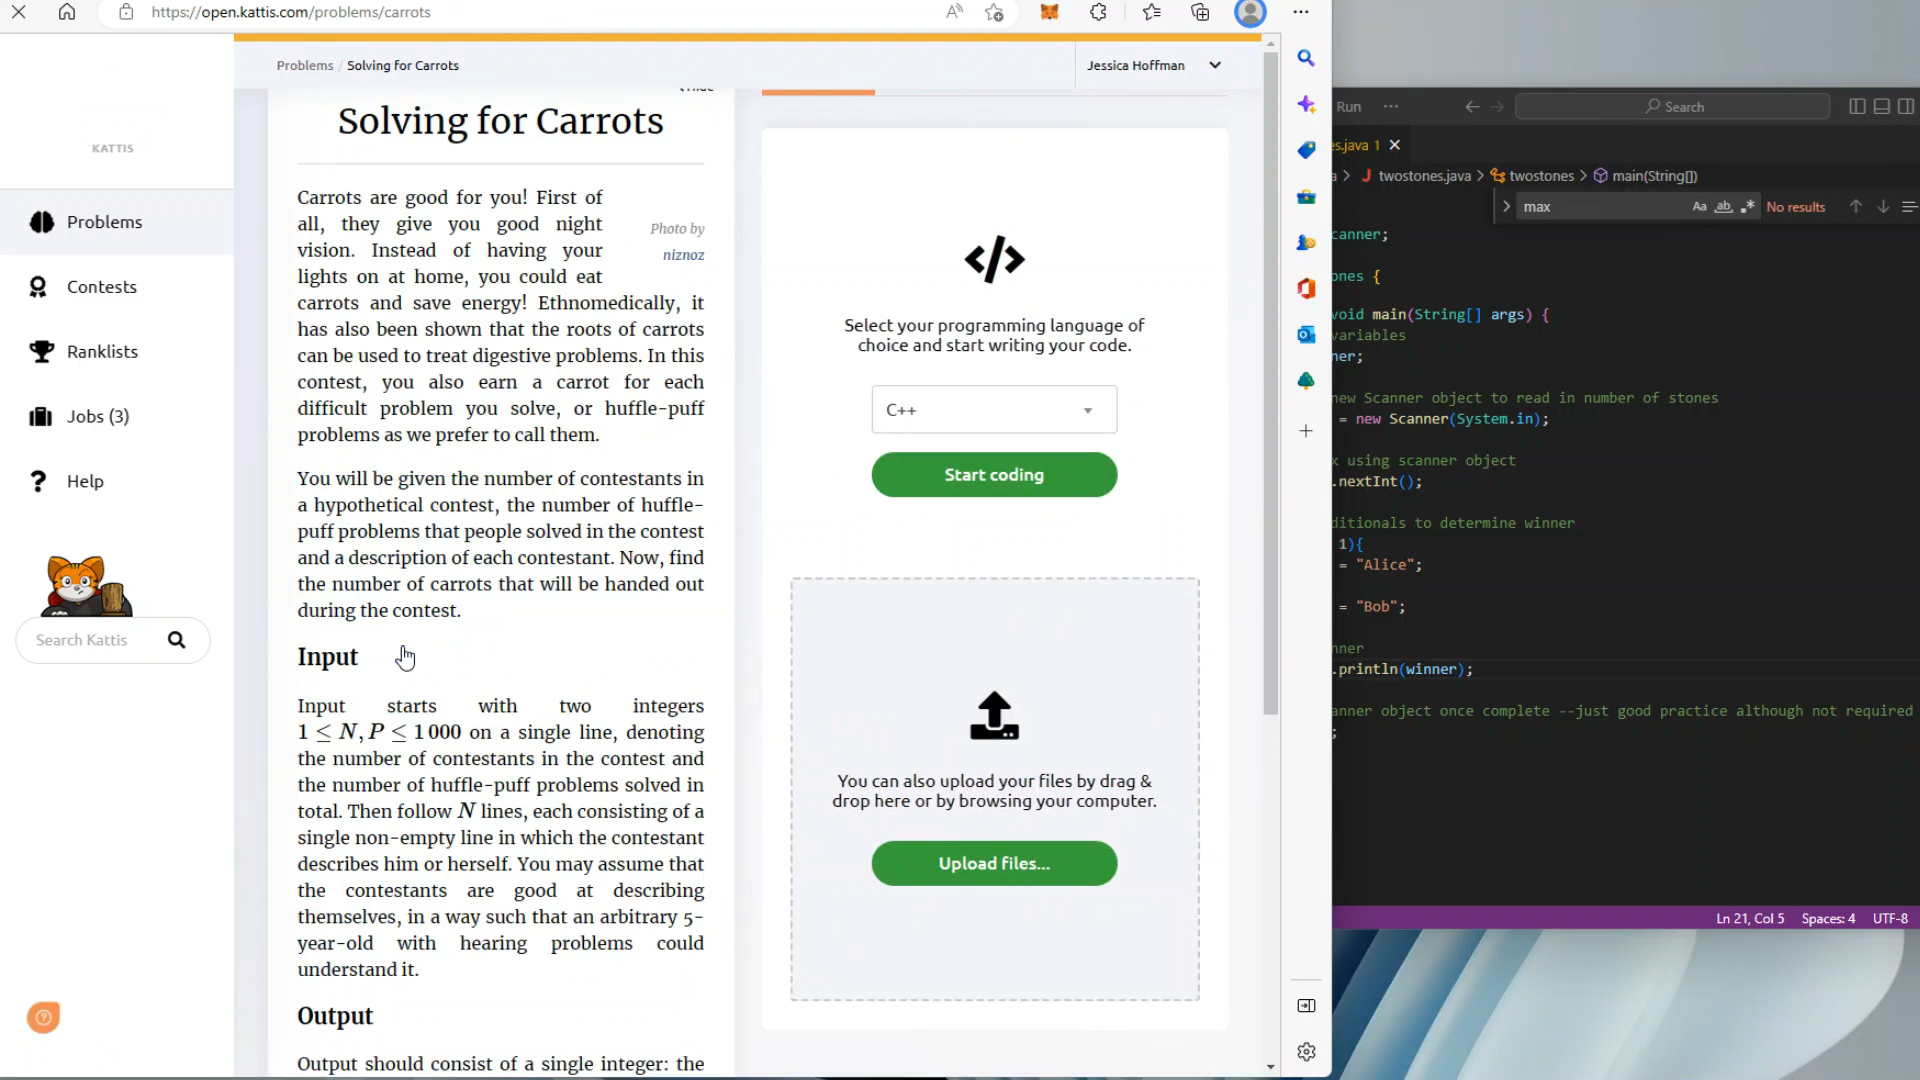 https://open.kattis.com/problems/carrots
Problems / Solving for Carrots
Jessica Hoffman
KATTIS
Problems
Contests
Ranklists
Jobs (3)
Help
Search Kattis
Solving for Carrots
Carrots are good for you! First of
all, they give you good night
vision. Instead of having your
lights on at home, you could eat
carrots and save energy! Ethnomedically, it
has also been shown that the roots of carrots
can be used to treat digestive problems. In this
contest, you also earn a carrot for each
difficult problem you solve, or huffle-puff
problems as we prefer to call them.
Photo by
niznoz
You will be given the number of contestants in
a hypothetical contest, the number of huffle-
puff problems that people solved in the contest
and a description of each contestant. Now, find
the number of carrots that will be handed out
during the contest.
Input
Input starts with two integers
1 ≤ N, P ≤ 1 000 on a single line, denoting
the number of contestants in the contest and
the number of huffle-puff problems solved in
total. Then follow N lines, each consisting of a
single non-empty line in which the contestant
describes him or herself. You may assume that
the contestants are good at describing
themselves, in a way such that an arbitrary 5-
year-old with hearing problems could
understand it.
Output
Output should consist of a single integer: the
</>
Select your programming language of
choice and start writing your code.
C++
Start coding
You can also upload your files by drag &
drop here or by browsing your computer.
Upload files...
Run
Search
es.java 1
a > twostones.java > twostones > main(String[])
max
Aa ab
No results
canner;
ones {
void main(String[] args) {
variables
ner;
new Scanner object to read in number of stones
= new Scanner(System.in);
x using scanner object
.nextInt();
ditionals to determine winner
1){
= "Alice";
= "Bob";
nner
.println(winner);
anner object once complete --just good practice although not required
;
Ln 21, Col 5 Spaces: 4 UTF-8